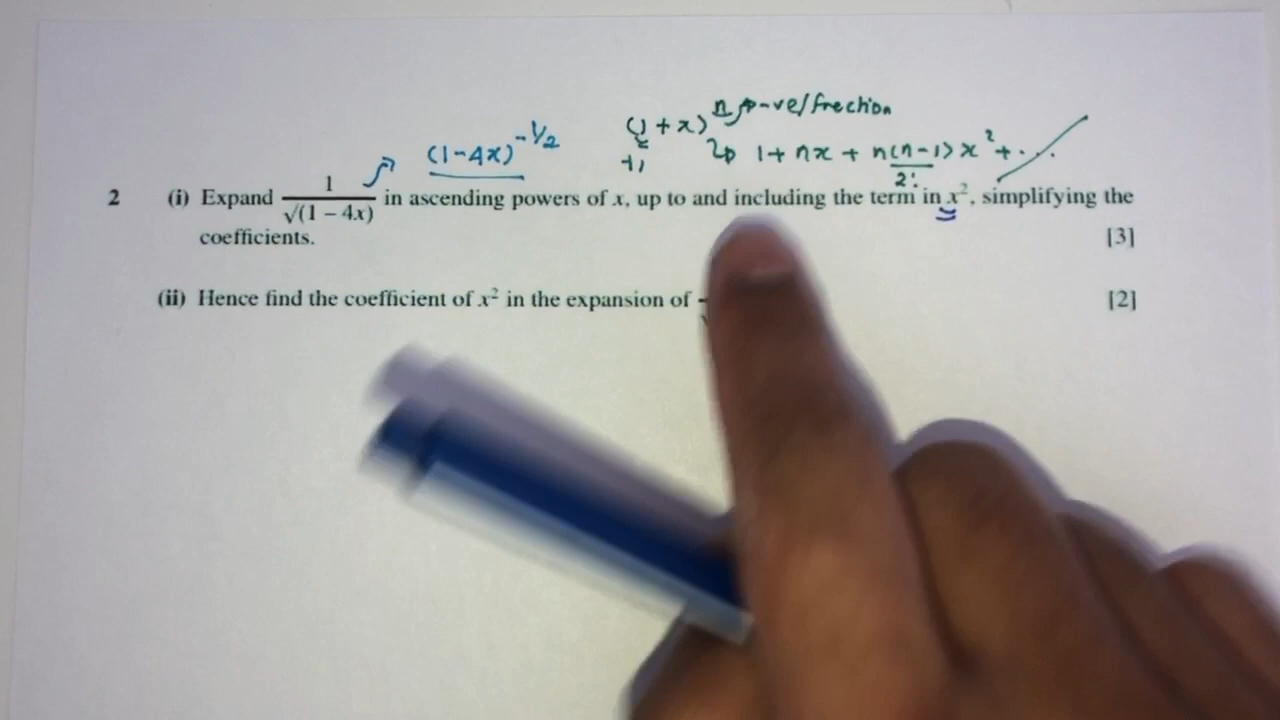 n → -ve/fraction
(1-4x)^-1/2 (1+x)
+1, → 1 + nx + n(n-1)x² + ...
2!
2 (i) Expand 1/√(1 – 4x) in ascending powers of x, up to and including the term in x², simplifying the
coefficients. [3]
(ii) Hence find the coefficient of x² in the expansion of [2]